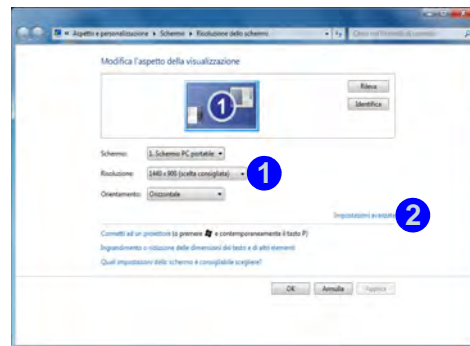 « Aspetto e personalizzazione ▸ Schermo ▸ Risoluzione dello schermo
Modifica l'aspetto della visualizzazione
1
Rileva
Identifica
Schermo: 1. Schermo PC portatile
Risoluzione: 1440 x 900 (scelta consigliata)
1
Orientamento: Orizzontale
Impostazioni avanzate
2
Connetti ad un proiettore (o premere e contemporaneamente il tasto P)
Ingrandimento o riduzione delle dimensioni del testo e di altri elementi
Quali impostazioni dello schermo è consigliabile scegliere?
OK Annulla Applica